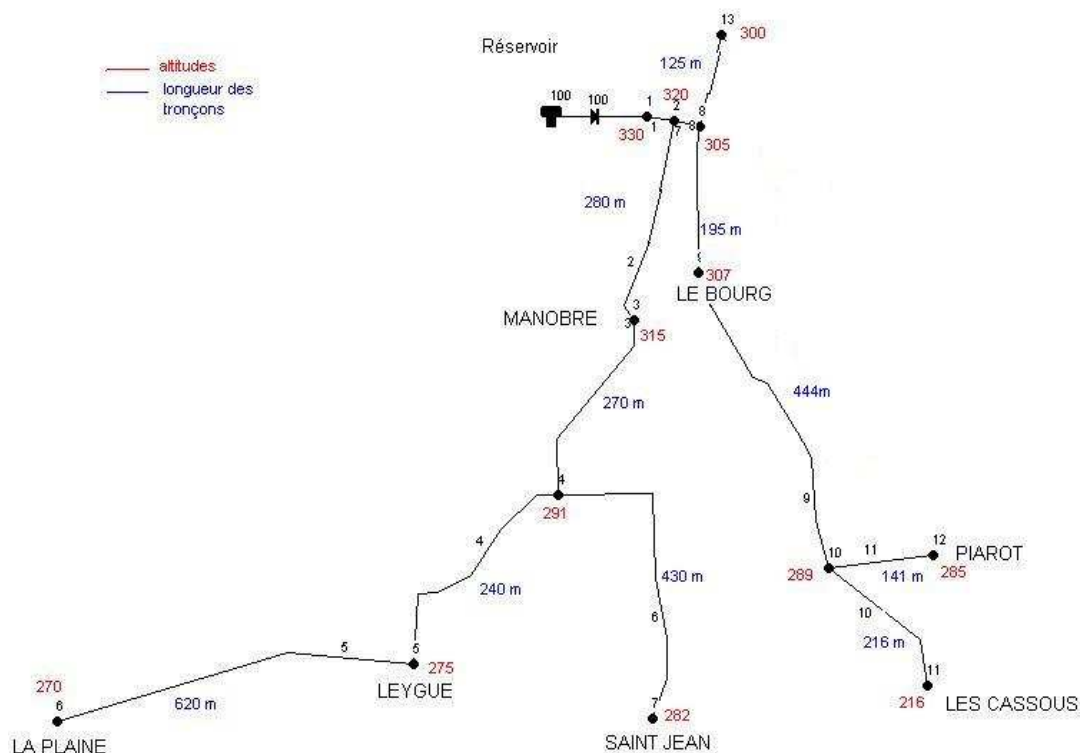 13
300
Réservoir
altitudes
longueur des
tronçons
125 m
320
100
100
1
2
8
1
7
8
330
305
280 m
195 m
2
307
LE BOURG
MANOBRE
3
3
315
270 m
444m
4
291
9
4
240 m
430 m
6
10
11
12
PIAROT
289
141 m
285
10
216 m
5
5
275
LEYGUE
270
6
620 m
7
282
11
216
LES CASSOUS
LA PLAINE
SAINT JEAN